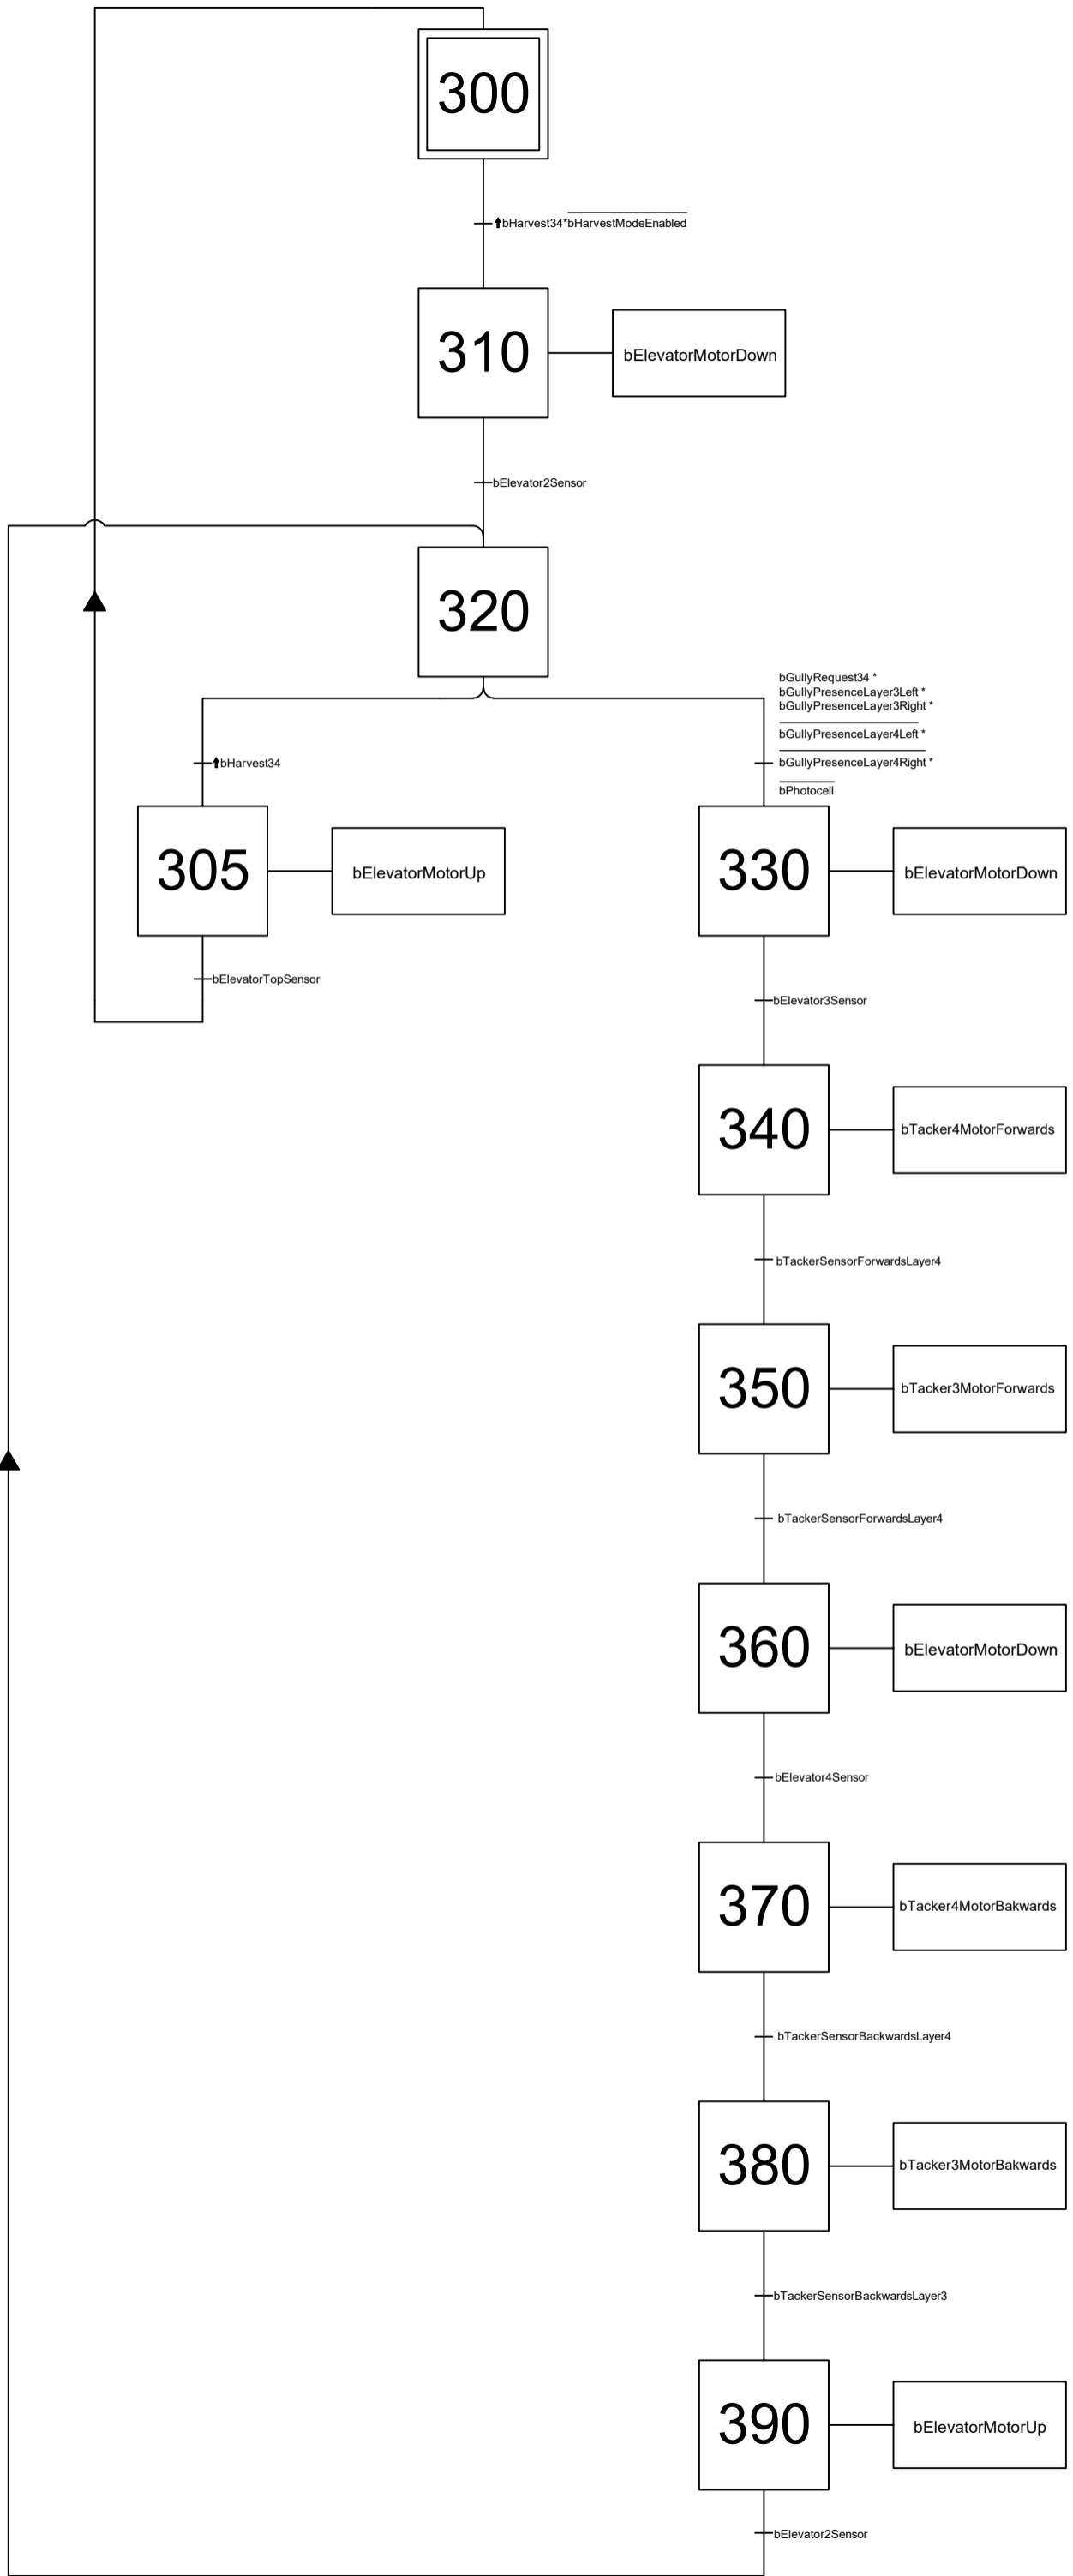 300
bHarvest34*bHarvestModeEnabled
310
bElevatorMotorDown
bElevator2Sensor
320
bGullyRequest34 *
bGullyPresenceLayer3Left *
bGullyPresenceLayer3Right *
bGullyPresenceLayer4Left *
bGullyPresenceLayer4Right *
bPhotocell
bHarvest34
305
bElevatorMotorUp
330
bElevatorMotorDown
bElevatorTopSensor
bElevator3Sensor
340
bTacker4MotorForwards
bTackerSensorForwardsLayer4
350
bTacker3MotorForwards
bTackerSensorForwardsLayer4
360
bElevatorMotorDown
bElevator4Sensor
370
bTacker4MotorBakwards
bTackerSensorBackwardsLayer4
380
bTacker3MotorBakwards
bTackerSensorBackwardsLayer3
390
bElevatorMotorUp
bElevator2Sensor